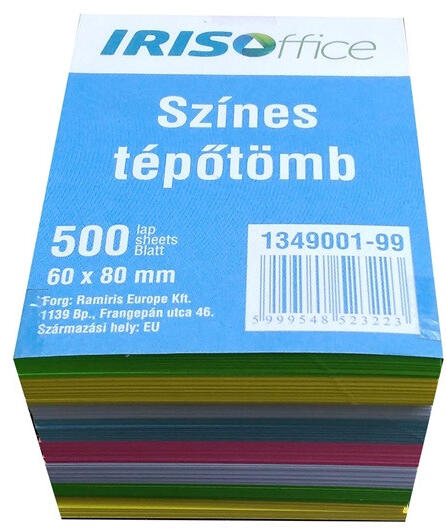 IRISOffice
Színes
tépőtömb
500 lap
sheets
Blatt
60 x 80 mm
1349001-99
5 999548 523223
Forg: Ramiris Europe Kft.
1139 Bp., Frangepán utca 46.
Származási hely: EU